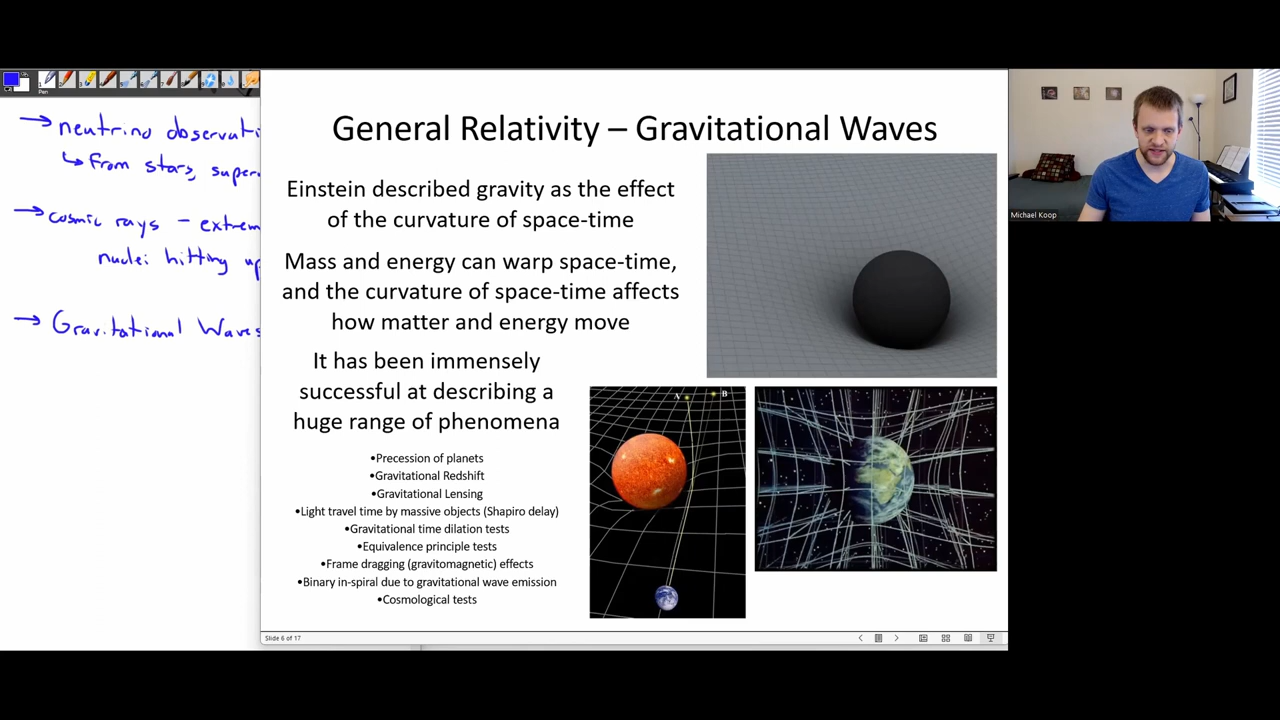 Pen
→ neutrino observati
↳ from stars, super
→ cosmic rays – extrem
nuclei hitting up
→ Gravitational Waves
General Relativity – Gravitational Waves
Einstein described gravity as the effect
of the curvature of space-time
Mass and energy can warp space-time,
and the curvature of space-time affects
how matter and energy move
It has been immensely
successful at describing a
huge range of phenomena
•Precession of planets
•Gravitational Redshift
•Gravitational Lensing
•Light travel time by massive objects (Shapiro delay)
•Gravitational time dilation tests
•Equivalence principle tests
•Frame dragging (gravitomagnetic) effects
•Binary in-spiral due to gravitational wave emission
•Cosmological tests
A B
Slide 6 of 17
Michael Koop